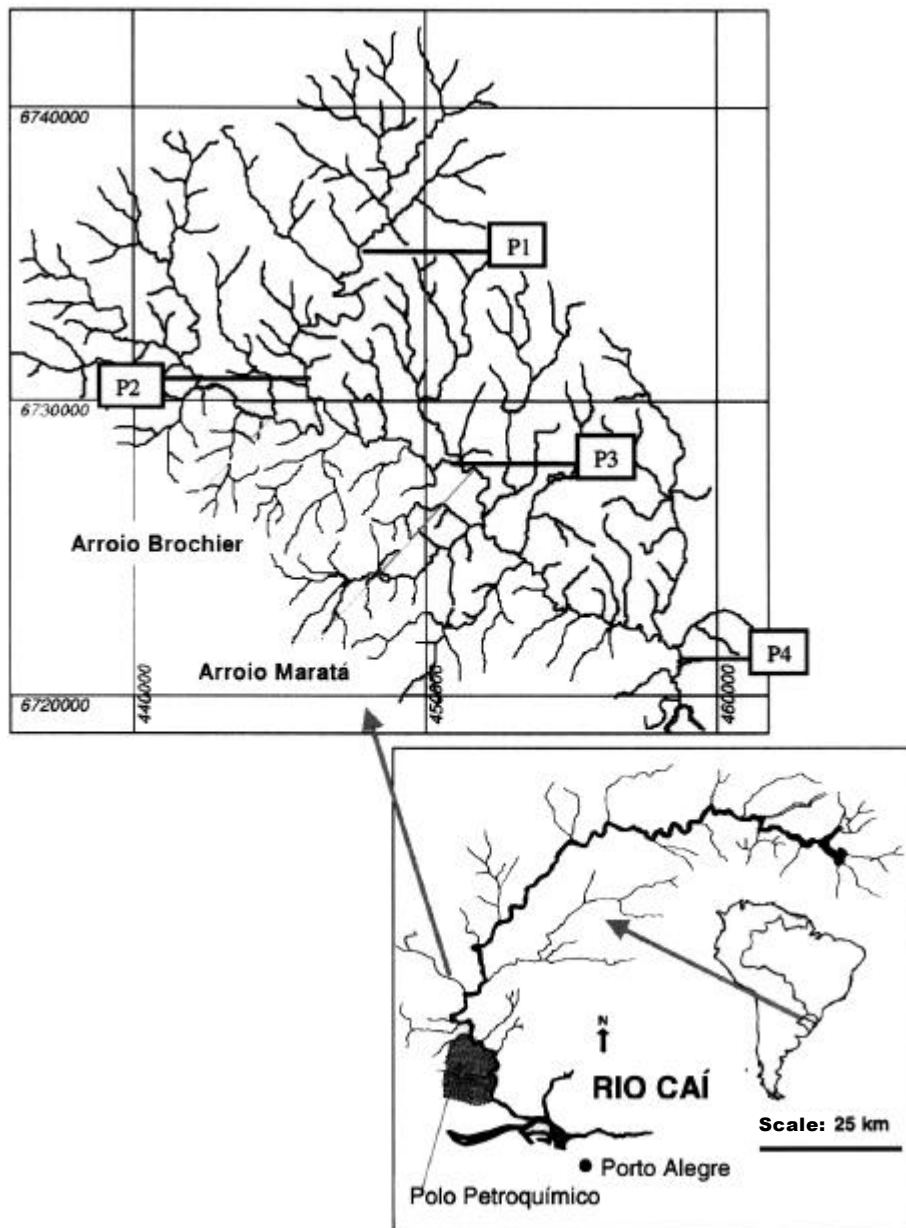 6740000
P1
P2
6730000
P3
Arroio Brochier
Arroio Maratá
P4
6720000
440000
450000
460000
N
RIO CAÍ
Scale: 25 km
Porto Alegre
Polo Petroquímico